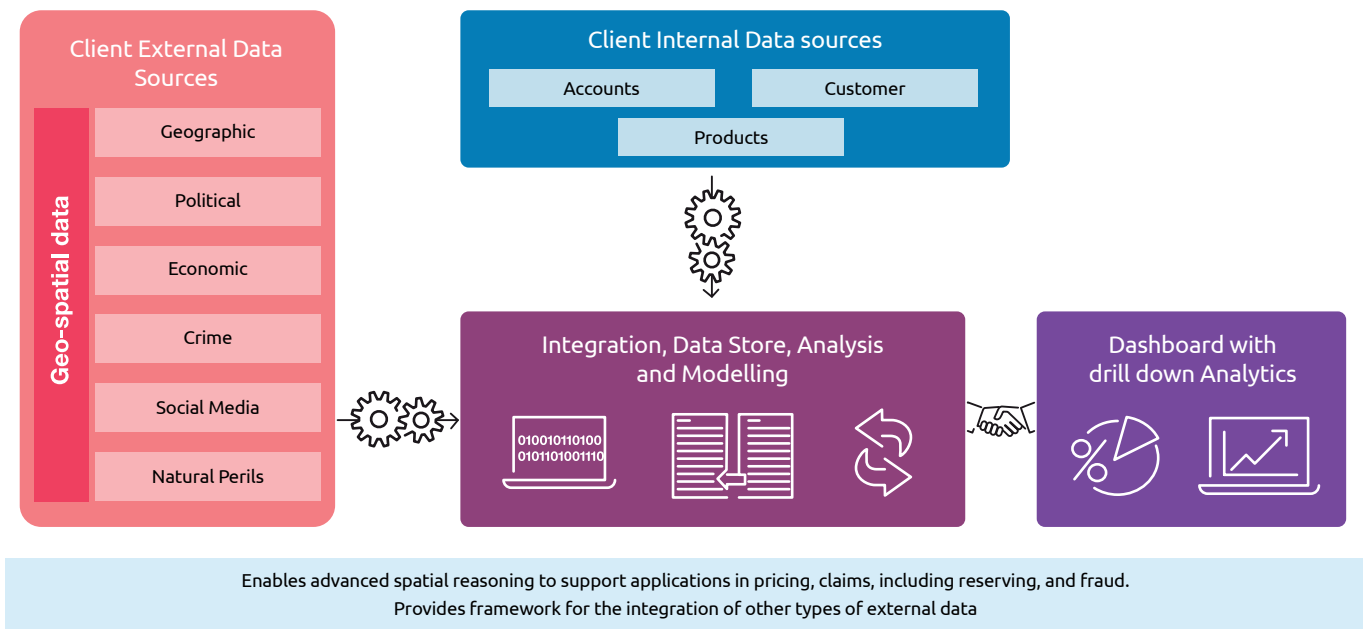 Client External Data
Sources
Geo-spatial data
Geographic
Political
Economic
Crime
Social Media
Natural Perils
Client Internal Data sources
Accounts
Customer
Products
Integration, Data Store, Analysis
and Modelling
010010110100
0101101001110
Dashboard with
drill down Analytics
%
Enables advanced spatial reasoning to support applications in pricing, claims, including reserving, and fraud.
Provides framework for the integration of other types of external data